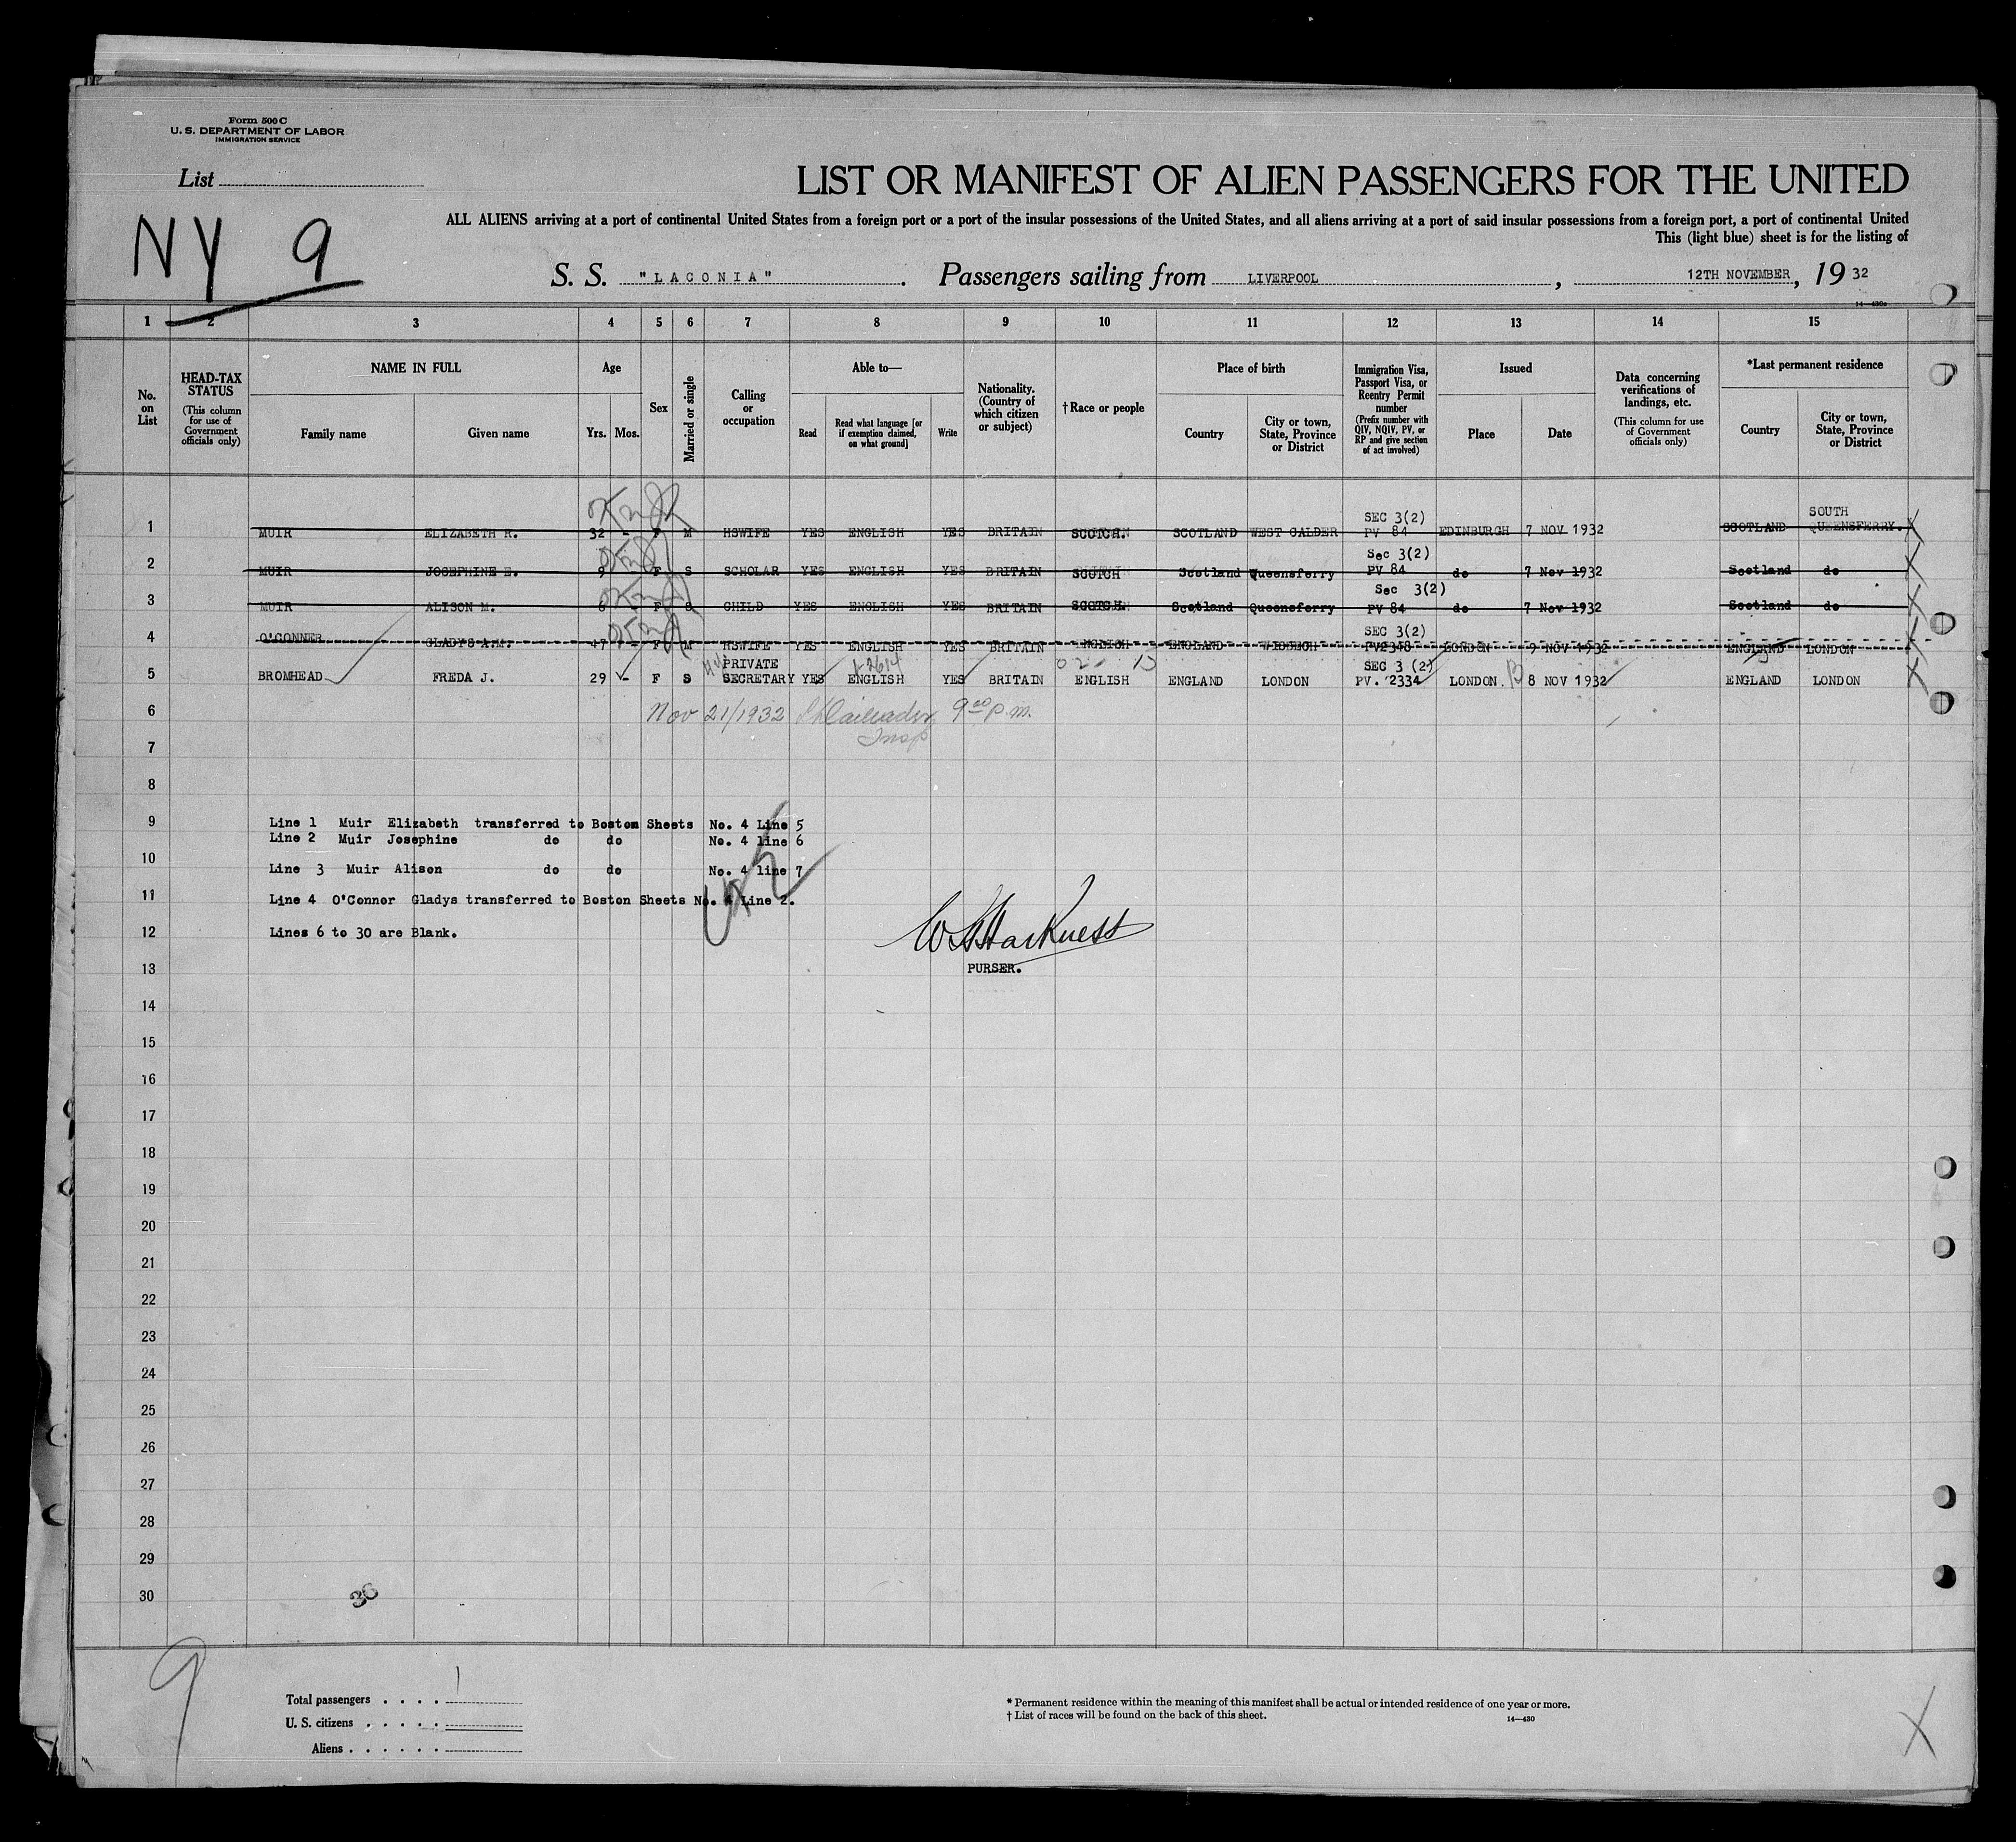 Form 500 C
U. S. DEPARTMENT OF LABOR
IMMIGRATION SERVICE
List
NY 9
LIST OR MANIFEST OF ALIEN PASSENGERS FOR THE UNITED
ALL ALIENS arriving at a port of continental United States from a foreign port or a port of the insular possessions of the United States, and all aliens arriving at a port of said insular possessions from a foreign port, a port of continental United
This (light blue) sheet is for the listing of
S. S. "LACONIA". Passengers sailing from LIVERPOOL, 12TH NOVEMBER, 19 32
1 2 3 4 5 6 7 8 9 10 11 12 13 14 15
No. on List
HEAD-TAX STATUS (This column for use of Government officials only)
NAME IN FULL
Family name Given name
Age
Yrs. Mos.
Sex
Married or single
Calling or occupation
Able to—
Read
Read what language [or if exemption claimed, on what ground]
Write
Nationality. (Country of which citizen or subject)
†Race or people
Place of birth
Country
City or town, State, Province or District
Immigration Visa, Passport Visa, or Reentry Permit number (Prefix number with QIV, NQIV, PV, or RP and give section of act involved)
Issued
Place Date
Data concerning verifications of landings, etc. (This column for use of Government officials only)
*Last permanent residence
Country
City or town, State, Province or District
1 MUIR ELIZABETH R. 32 - F M HSWIFE YES ENGLISH YES BRITAIN SCOTCH. SCOTLAND WEST CALDER SEC 3(2) PV 84 EDINBURGH 7 NOV 1932 SCOTLAND SOUTH QUEENSFERRY.
2 MUIR JOSEPHINE E. 9 F S SCHOLAR YES ENGLISH YES BRITAIN SCOTCH Scotland Queensferry Sec 3(2) PV 84 do 7 Nov 1932 Scotland do
3 MUIR ALISON M. 6 - F S CHILD YES ENGLISH YES BRITAIN SCOTCH Scotland Queensferry Sec 3(2) PV 84 do 7 Nov 1932 Scotland do
4 O'CONNER GLADYS A.M. 47 - F M HSWIFE YES ENGLISH YES BRITAIN ENGLISH ENGLAND WISBECH SEC 3(2) PV2348 LONDON 9 NOV 1932 ENGLAND LONDON
5 BROMHEAD FREDA J. 29 - F S PRIVATE SECRETARY YES ENGLISH YES BRITAIN ENGLISH ENGLAND LONDON SEC 3 (2) PV. 2334 LONDON. 8 NOV 1932 ENGLAND LONDON
6 Nov 21/1932 9 00 p.m.
Insp
7
8
9 Line 1 Muir Elizabeth transferred to Boston Sheets No. 4 Line 5
Line 2 Muir Josephine do do No. 4 line 6
10
Line 3 Muir Alison do do No. 4 line 7
11 Line 4 O'Connor Gladys transferred to Boston Sheets No. 4 Line 2.
12 Lines 6 to 30 are Blank.
W Harkness
13 PURSER.
14
15
16
17
18
19
20
21
22
23
24
25
26
27
28
29
30 30
9
Total passengers . . . . 1
U. S. citizens . . . . .
Aliens . . . . . .
* Permanent residence within the meaning of this manifest shall be actual or intended residence of one year or more.
† List of races will be found on the back of this sheet.
14—430
X